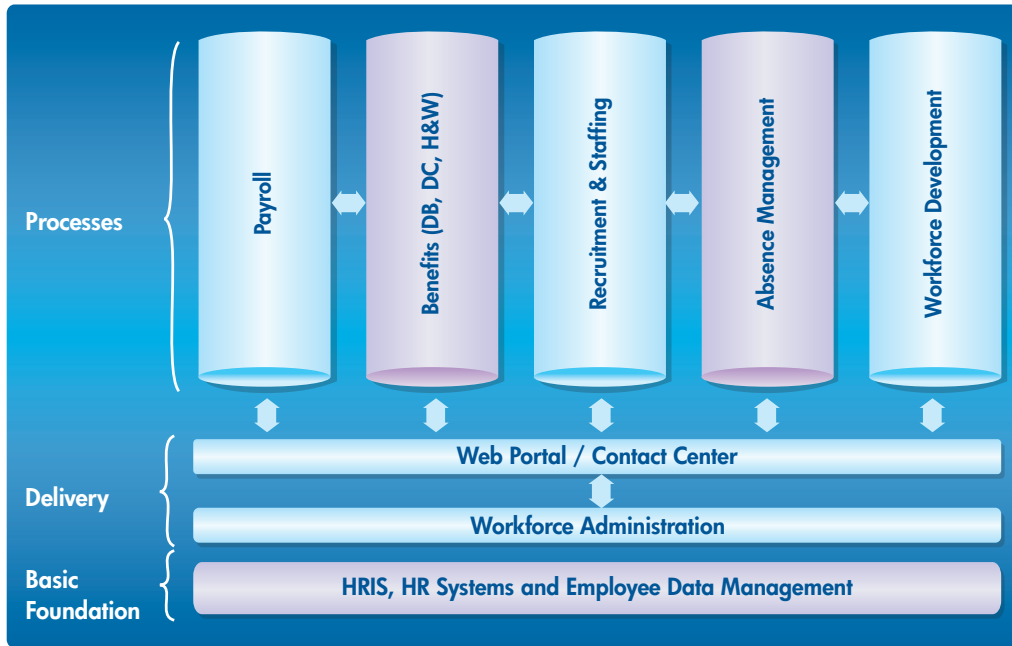 Processes
Payroll
Benefits (DB, DC, H&W)
Recruitment & Staffing
Absence Management
Workforce Development
Delivery
Web Portal / Contact Center
Workforce Administration
Basic
Foundation
HRIS, HR Systems and Employee Data Management